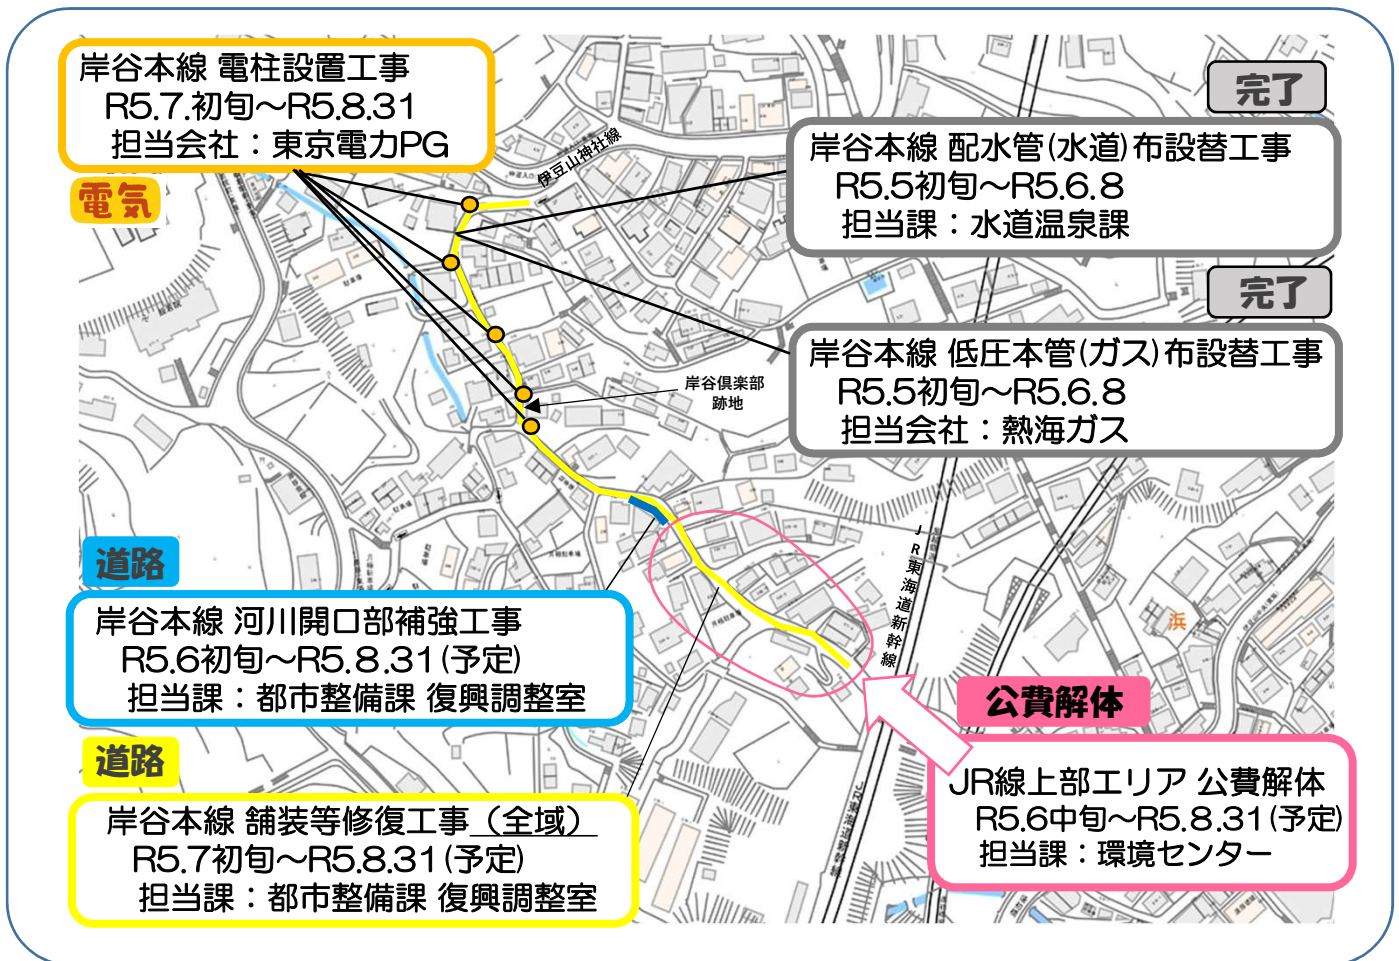 岸谷本線 電柱設置工事
R5.7.初旬～R5.8.31
担当会社：東京電力PG
電気
完了
岸谷本線 配水管(水道)布設替工事
R5.5初旬～R5.6.8
担当課：水道温泉課
完了
岸谷本線 低圧本管(ガス)布設替工事
R5.5初旬～R5.6.8
担当会社：熱海ガス
伊豆山神社線
岸谷倶楽部
跡地
JR東海道新幹線
浜
道路
岸谷本線 河川開口部補強工事
R5.6初旬～R5.8.31(予定)
担当課：都市整備課 復興調整室
道路
岸谷本線 舗装等修復工事（全域）
R5.7初旬～R5.8.31(予定)
担当課：都市整備課 復興調整室
公費解体
JR線上部エリア 公費解体
R5.6中旬～R5.8.31(予定)
担当課：環境センター